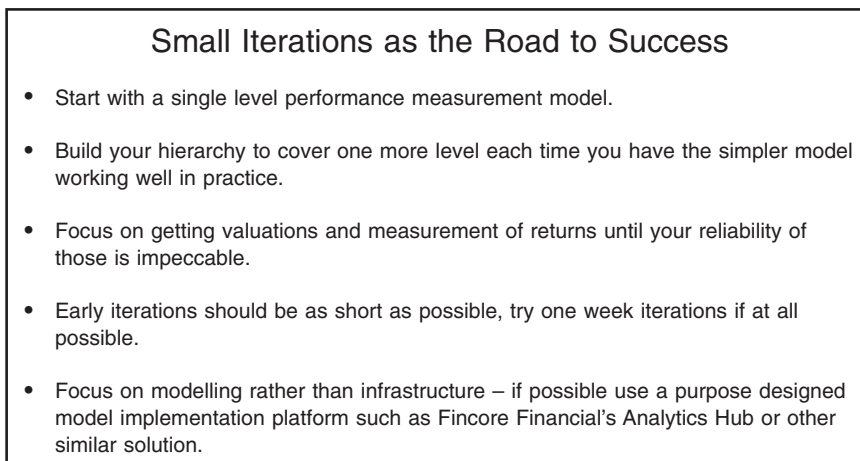 Small Iterations as the Road to Success
• Start with a single level performance measurement model.
• Build your hierarchy to cover one more level each time you have the simpler model
working well in practice.
• Focus on getting valuations and measurement of returns until your reliability of
those is impeccable.
• Early iterations should be as short as possible, try one week iterations if at all
possible.
• Focus on modelling rather than infrastructure – if possible use a purpose designed
model implementation platform such as Fincore Financial's Analytics Hub or other
similar solution.